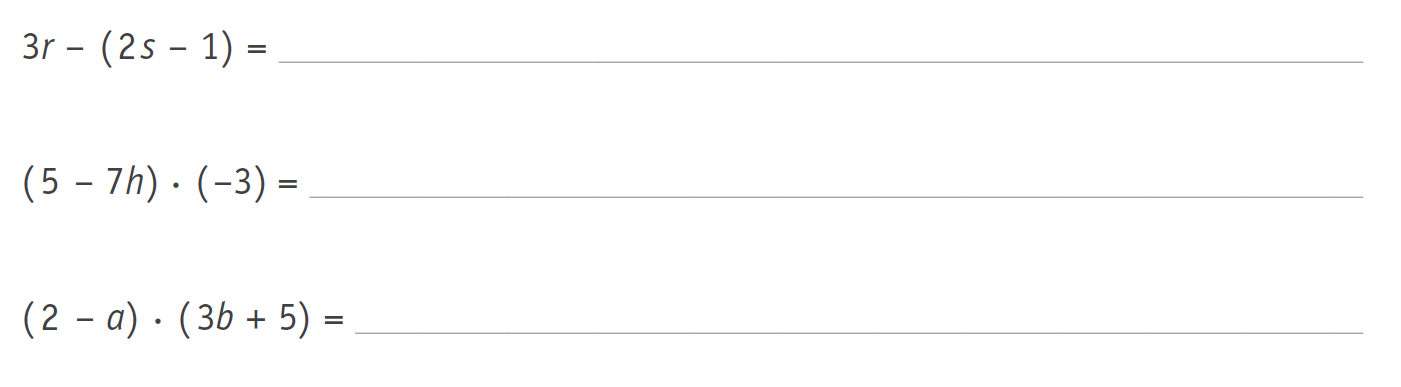 3r – (2s – 1) =
(5 – 7h) · (–3) =
(2 – a) · (3b + 5) =